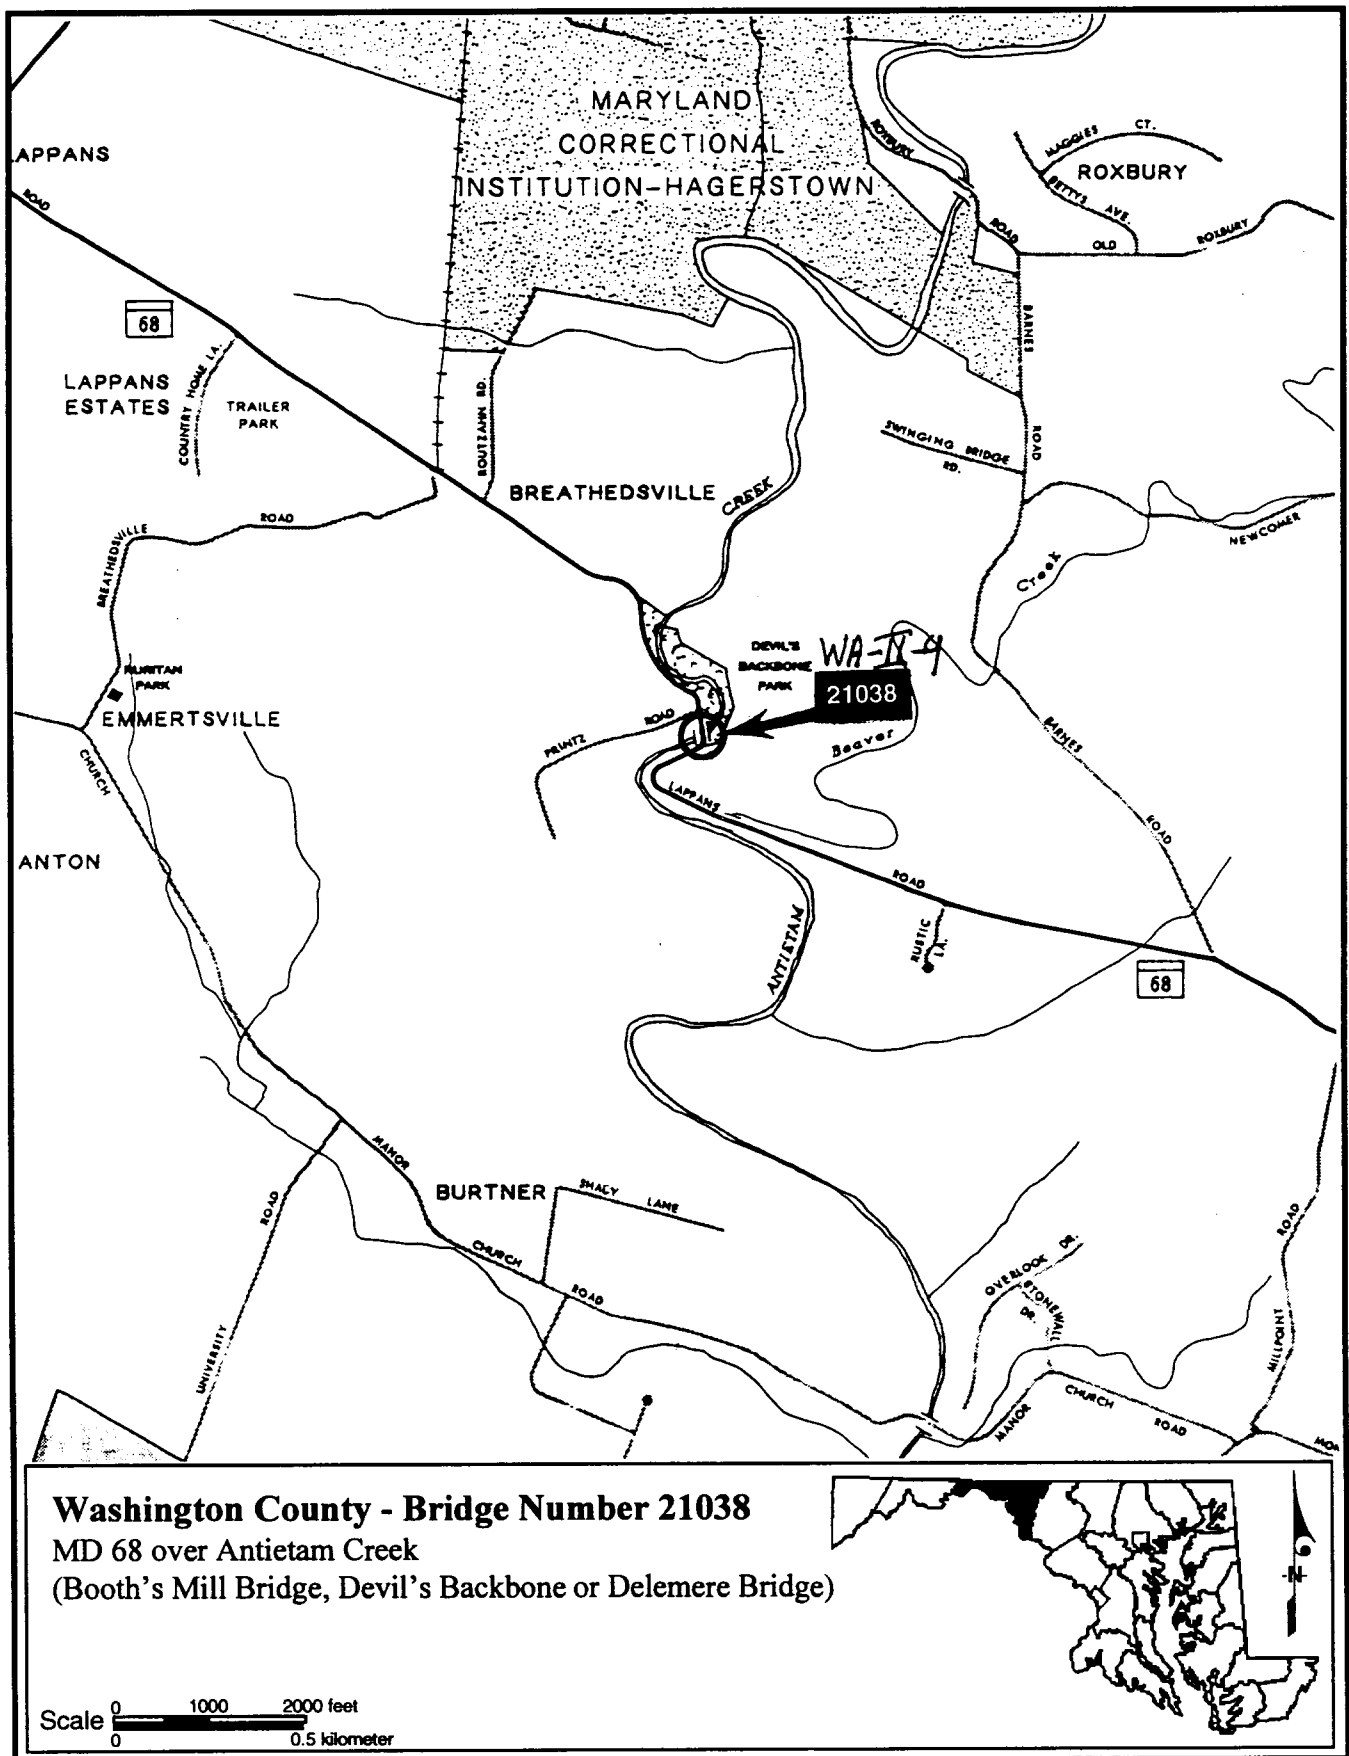 MARYLAND
CORRECTIONAL
INSTITUTION-HAGERSTOWN
LAPPANS
ROAD
ROXBURY
ROAD
MAGGIES CT.
ROXBURY
BETTYS AVE.
OLD ROXBURY
68
BARNES
ROAD
LAPPANS
ESTATES
COUNTRY HOME LA.
TRAILER
PARK
ROUTZAHN RD.
SWINGING BRIDGE
RD.
BREATHEDSVILLE
CREEK
BREATHEDSVILLE ROAD
NEWCOMER
Creek
DEVIL'S
BACKBONE
PARK
WA-II-4
21038
RURITAN
PARK
EMMERTSVILLE
PRINTZ ROAD
Beaver
BARNES
ROAD
CHURCH
LAPPANS
ROAD
ANTON
ANTIETAM
RUSTIC
LA.
68
MANOR
BURTNER
SHADY LANE
ROAD
UNIVERSITY
CHURCH
ROAD
OVERLOOK DR.
STONEWALL
DR.
ROAD
MILLPOINT
MANOR
CHURCH
ROAD
Washington County - Bridge Number 21038
MD 68 over Antietam Creek
(Booth's Mill Bridge, Devil's Backbone or Delemere Bridge)
-N-
Scale
0 1000 2000 feet
0 0.5 kilometer